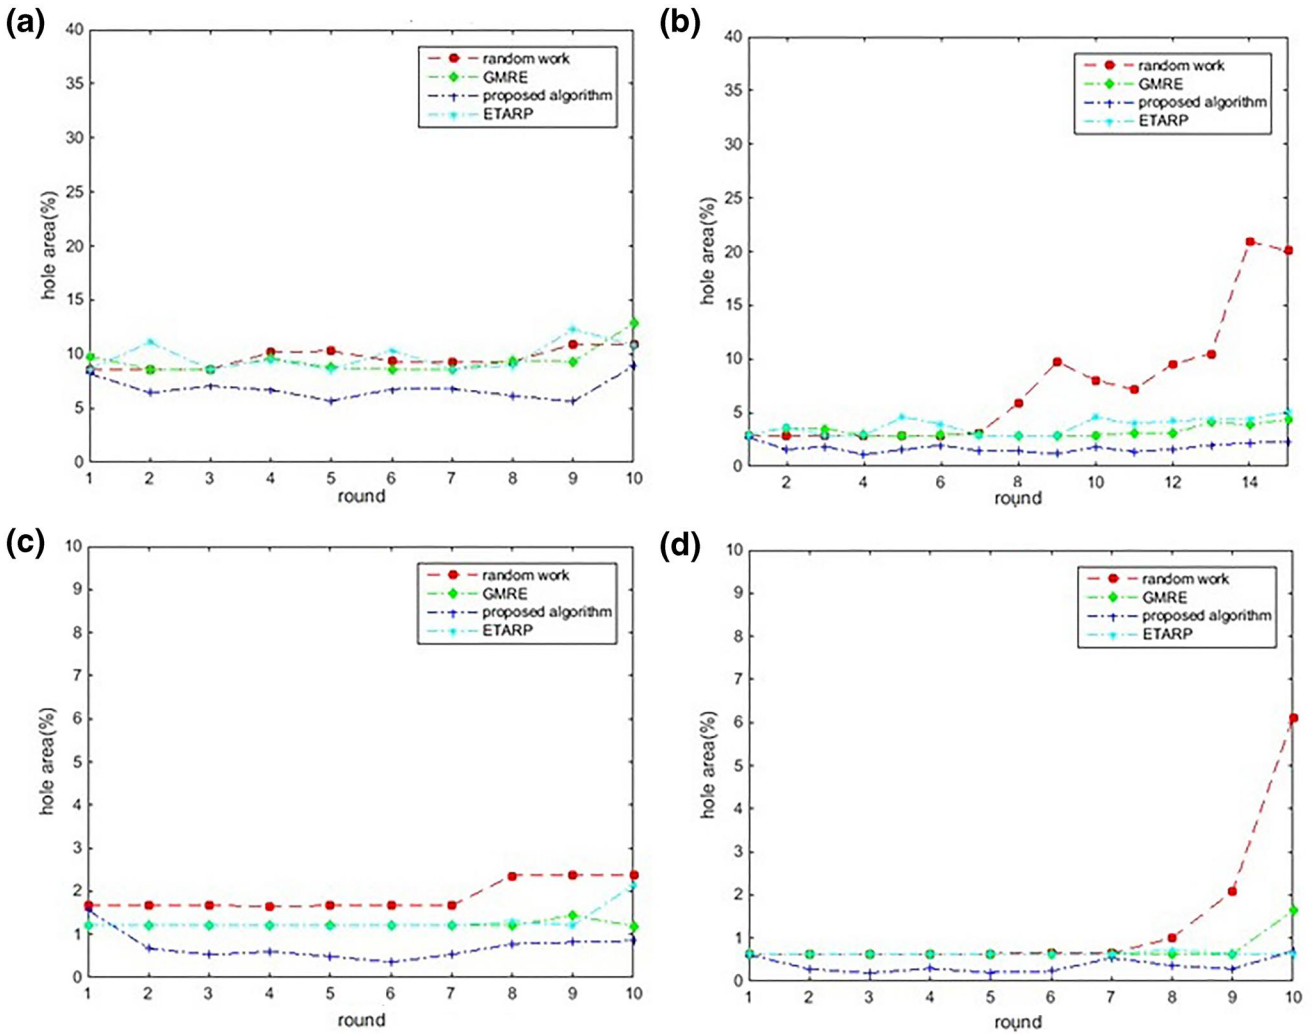 (a)
40
35
30
25
20
15
10
5
0
hole area(%)
random work
GMRE
proposed algorithm
ETARP
1 2 3 4 5 6 7 8 9 10
round
(b)
40
35
30
25
20
15
10
5
0
hole area(%)
random work
GMRE
proposed algorithm
ETARP
2 4 6 8 10 12 14
round
(c)
10
9
8
7
6
5
4
3
2
1
0
hole area(%)
random work
GMRE
proposed algorithm
ETARP
1 2 3 4 5 6 7 8 9 10
round
(d)
10
9
8
7
6
5
4
3
2
1
0
hole area(%)
random work
GMRE
proposed algorithm
ETARP
1 2 3 4 5 6 7 8 9 10
round